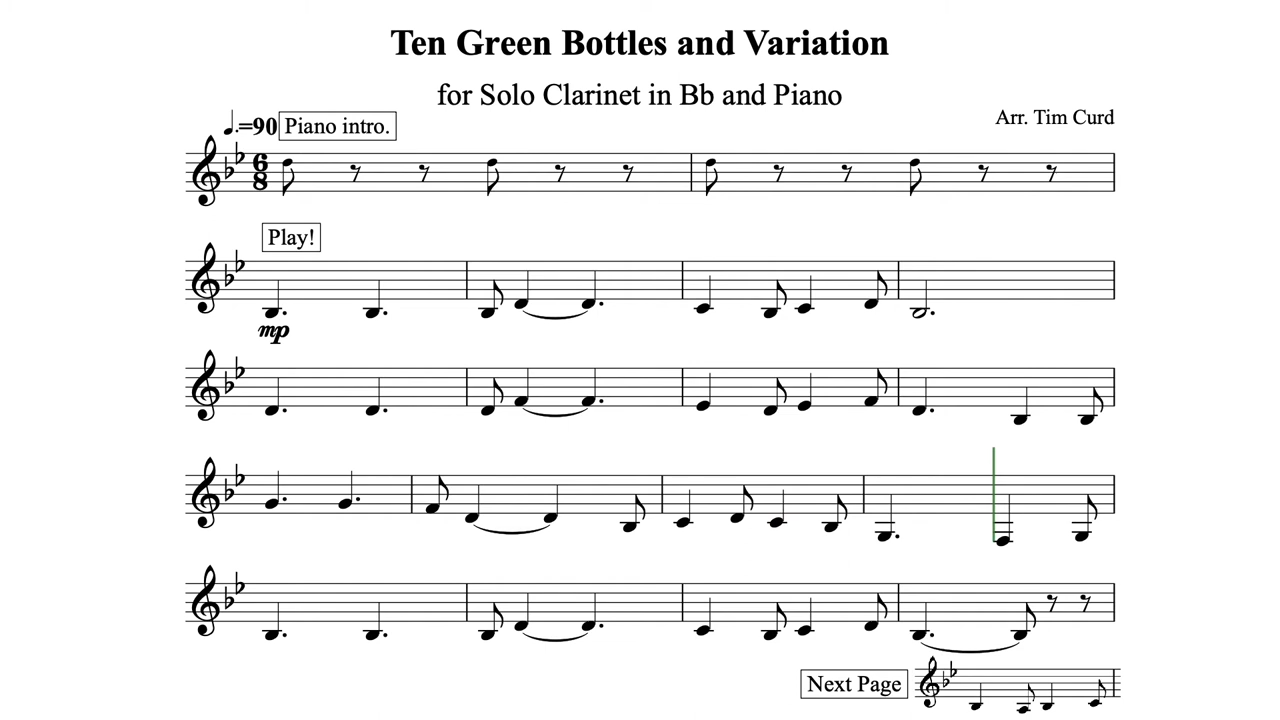 Ten Green Bottles and Variation
for Solo Clarinet in Bb and Piano
Arr. Tim Curd
♩.=90 Piano intro.
6
8
Play!
mp
Next Page